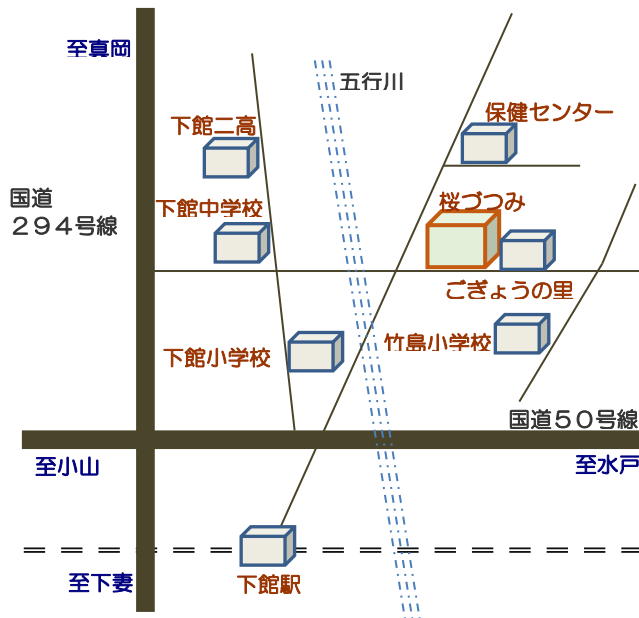 至真岡
五行川
保健センター
下館二高
国道
２９４号線
下館中学校
桜づつみ
ごぎょうの里
下館小学校
竹島小学校
国道５０号線
至小山
至水戸
至下妻
下館駅